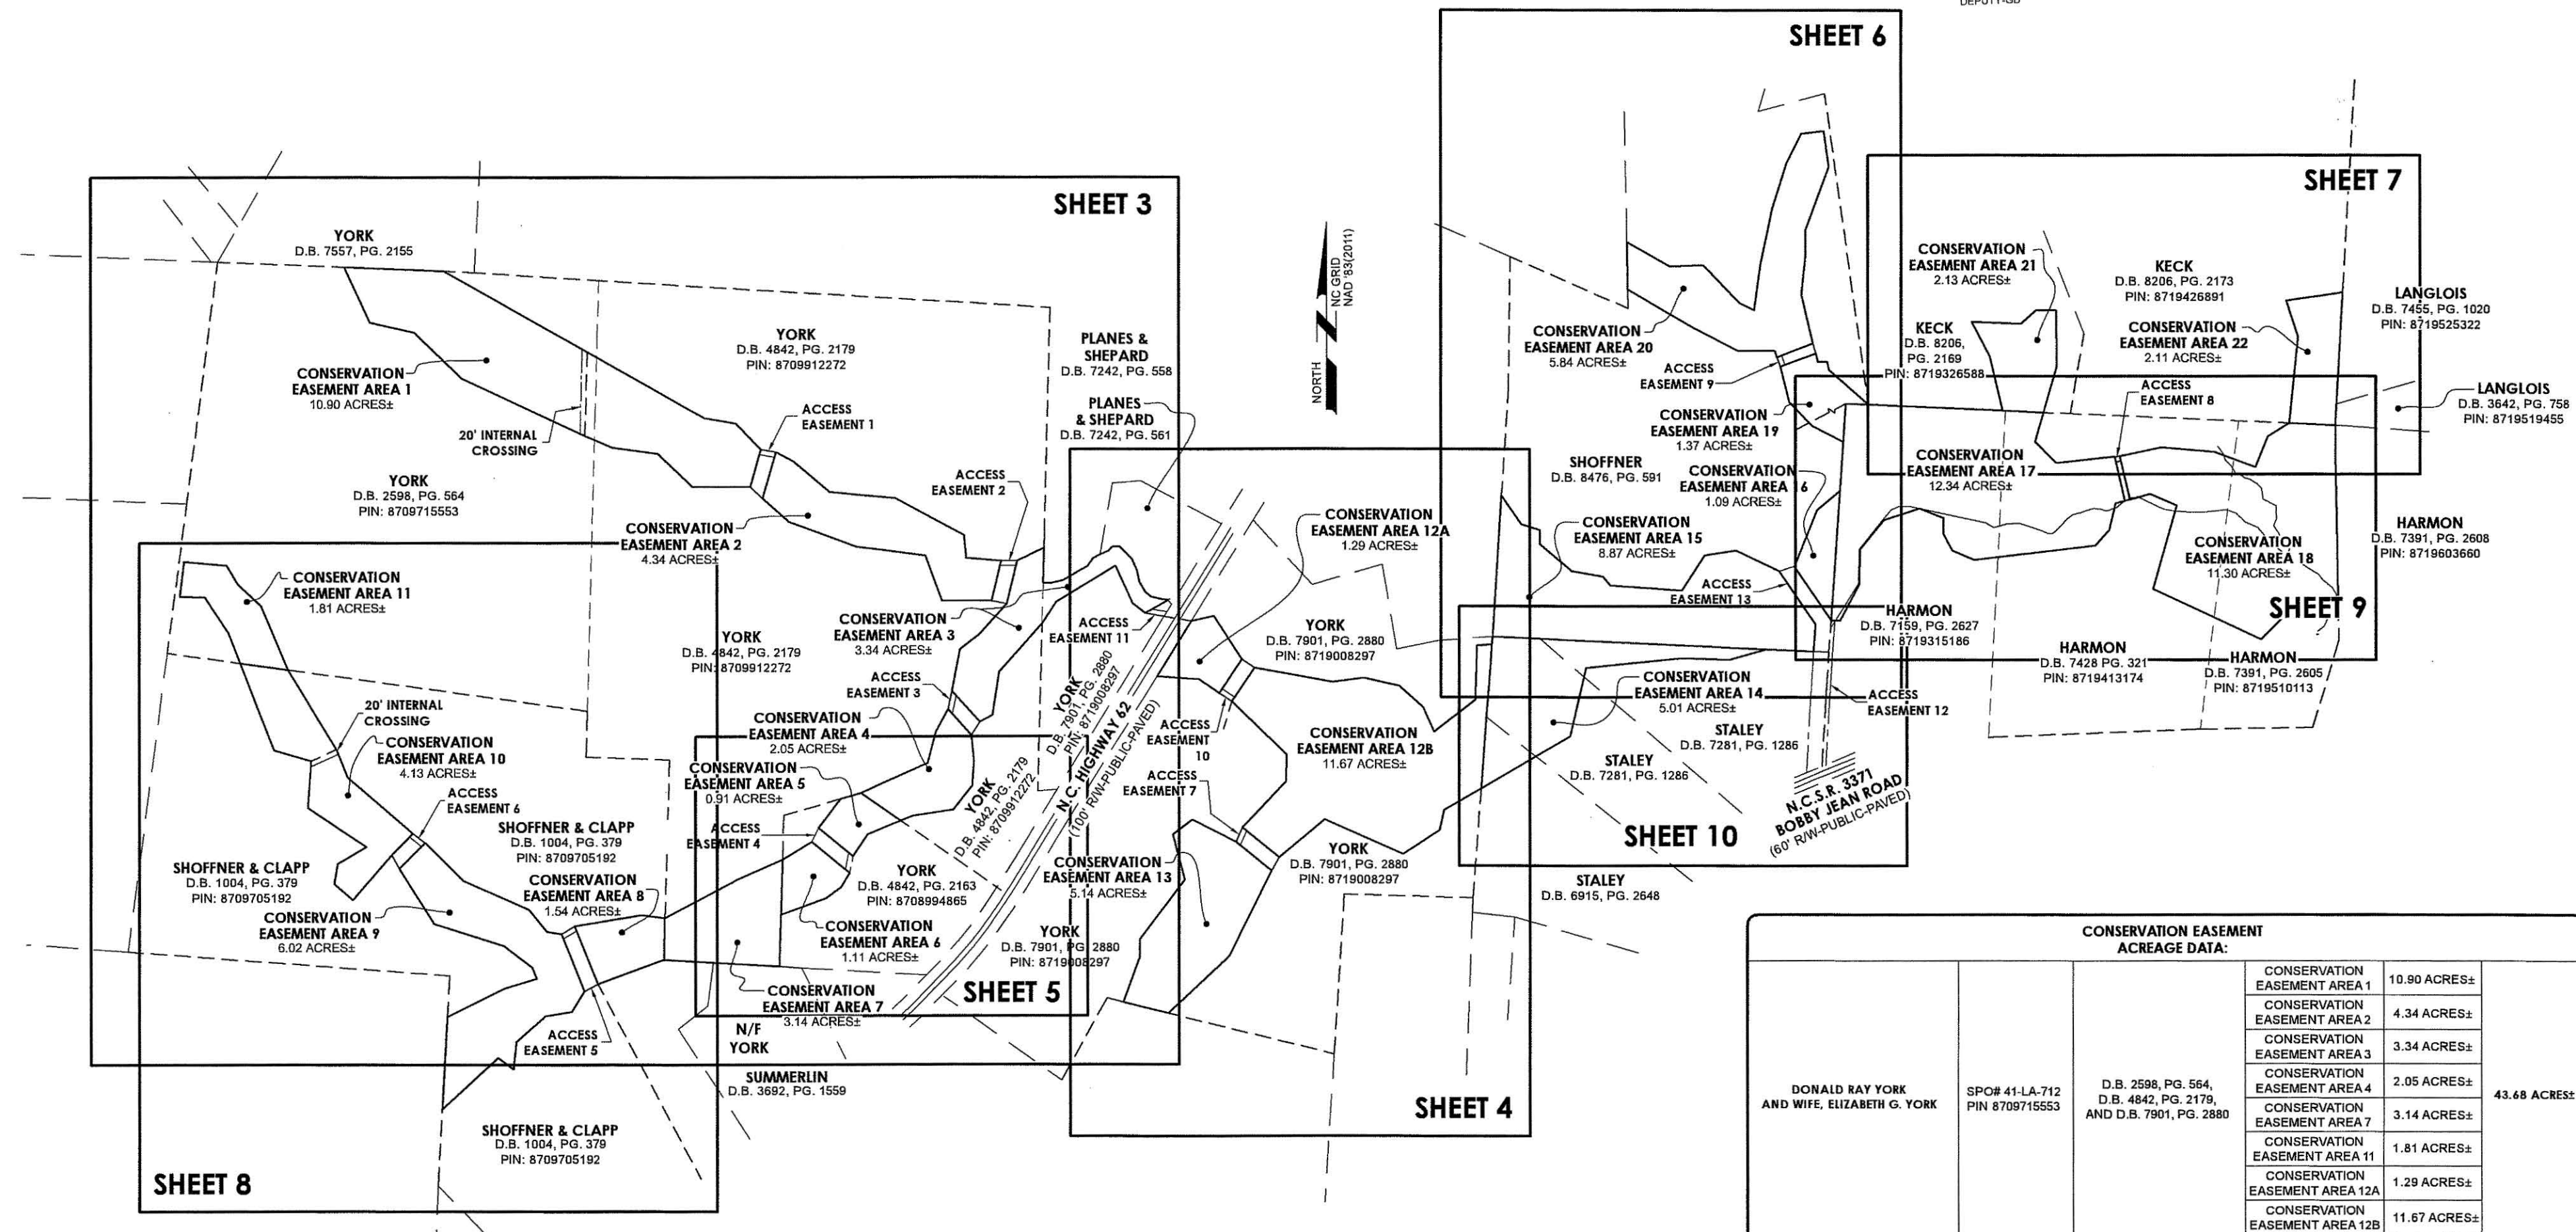 DEPUTY-GB
SHEET 6
SHEET 3
SHEET 7
YORK
D.B. 7557, PG. 2155
NORTH
NC GRID
NAD '83(2011)
YORK
D.B. 4842, PG. 2179
PIN: 8709912272
PLANES &
SHEPARD
D.B. 7242, PG. 558
PLANES
& SHEPARD
D.B. 7242, PG. 561
CONSERVATION
EASEMENT AREA 1
10.90 ACRES±
20' INTERNAL
CROSSING
ACCESS
EASEMENT 1
ACCESS
EASEMENT 2
YORK
D.B. 2598, PG. 564
PIN: 8709715553
CONSERVATION
EASEMENT AREA 2
4.34 ACRES±
CONSERVATION
EASEMENT AREA 20
5.84 ACRES±
ACCESS
EASEMENT 9
CONSERVATION
EASEMENT AREA 19
1.37 ACRES±
SHOFFNER
D.B. 8476, PG. 591
CONSERVATION
EASEMENT AREA 16
1.09 ACRES±
CONSERVATION
EASEMENT AREA 21
2.13 ACRES±
KECK
D.B. 8206, PG. 2173
PIN: 8719426891
KECK
D.B. 8206,
PG. 2169
PIN: 8719326588
CONSERVATION
EASEMENT AREA 22
2.11 ACRES±
LANGLOIS
D.B. 7455, PG. 1020
PIN: 8719525322
ACCESS
EASEMENT 8
LANGLOIS
D.B. 3642, PG. 758
PIN: 8719519455
CONSERVATION
EASEMENT AREA 17
12.34 ACRES±
HARMON
D.B. 7391, PG. 2608
PIN: 8719603660
CONSERVATION
EASEMENT AREA 18
11.30 ACRES±
SHEET 9
CONSERVATION
EASEMENT AREA 12A
1.29 ACRES±
CONSERVATION
EASEMENT AREA 15
8.87 ACRES±
ACCESS
EASEMENT 13
HARMON
D.B. 7159, PG. 2627
PIN: 8719315186
HARMON
D.B. 7428 PG. 321
PIN: 8719413174
HARMON
D.B. 7391, PG. 2605
PIN: 8719510113
CONSERVATION
EASEMENT AREA 11
1.81 ACRES±
YORK
D.B. 4842, PG. 2179
PIN: 8709912272
CONSERVATION
EASEMENT AREA 3
3.34 ACRES±
ACCESS
EASEMENT 11
ACCESS
EASEMENT 3
YORK
D.B. 7901, PG. 2880
PIN: 8719008297
YORK
D.B. 7901, PG. 2880
PIN: 8719008297
N.C. HIGHWAY 62
(100' R/W-PUBLIC-PAVED)
CONSERVATION
EASEMENT AREA 4
2.05 ACRES±
CONSERVATION
EASEMENT AREA 5
0.91 ACRES±
ACCESS
EASEMENT 4
YORK
D.B. 4842, PG. 2179
PIN: 8709912272
ACCESS
EASEMENT
10
ACCESS
EASEMENT 7
CONSERVATION
EASEMENT AREA 12B
11.67 ACRES±
CONSERVATION
EASEMENT AREA 14
5.01 ACRES±
ACCESS
EASEMENT 12
STALEY
D.B. 7281, PG. 1286
STALEY
D.B. 7281, PG. 1286
N.C.S.R. 3371
BOBBY JEAN ROAD
(60' R/W-PUBLIC-PAVED)
SHEET 10
STALEY
D.B. 6915, PG. 2648
20' INTERNAL
CROSSING
CONSERVATION
EASEMENT AREA 10
4.13 ACRES±
ACCESS
EASEMENT 6
SHOFFNER & CLAPP
D.B. 1004, PG. 379
PIN: 8709705192
SHOFFNER & CLAPP
D.B. 1004, PG. 379
PIN: 8709705192
CONSERVATION
EASEMENT AREA 8
1.54 ACRES±
CONSERVATION
EASEMENT AREA 9
6.02 ACRES±
YORK
D.B. 4842, PG. 2163
PIN: 8708994865
CONSERVATION
EASEMENT AREA 13
5.14 ACRES±
YORK
D.B. 7901, PG. 2880
PIN: 8719008297
CONSERVATION
EASEMENT AREA 6
1.11 ACRES±
YORK
D.B. 7901, PG. 2880
PIN: 8719008297
SHEET 5
CONSERVATION
EASEMENT AREA 7
3.14 ACRES±
N/F
YORK
ACCESS
EASEMENT 5
SUMMERLIN
D.B. 3692, PG. 1559
SHEET 4
SHOFFNER & CLAPP
D.B. 1004, PG. 379
PIN: 8709705192
SHEET 8
CONSERVATION EASEMENT
ACREAGE DATA:
DONALD RAY YORK
AND WIFE, ELIZABETH G. YORK
SPO# 41-LA-712
PIN 8709715553
D.B. 2598, PG. 564,
D.B. 4842, PG. 2179,
AND D.B. 7901, PG. 2880
CONSERVATION
EASEMENT AREA 1
10.90 ACRES±
CONSERVATION
EASEMENT AREA 2
4.34 ACRES±
CONSERVATION
EASEMENT AREA 3
3.34 ACRES±
CONSERVATION
EASEMENT AREA 4
2.05 ACRES±
CONSERVATION
EASEMENT AREA 7
3.14 ACRES±
CONSERVATION
EASEMENT AREA 11
1.81 ACRES±
CONSERVATION
EASEMENT AREA 12A
1.29 ACRES±
CONSERVATION
EASEMENT AREA 12B
11.67 ACRES±
43.68 ACRES±